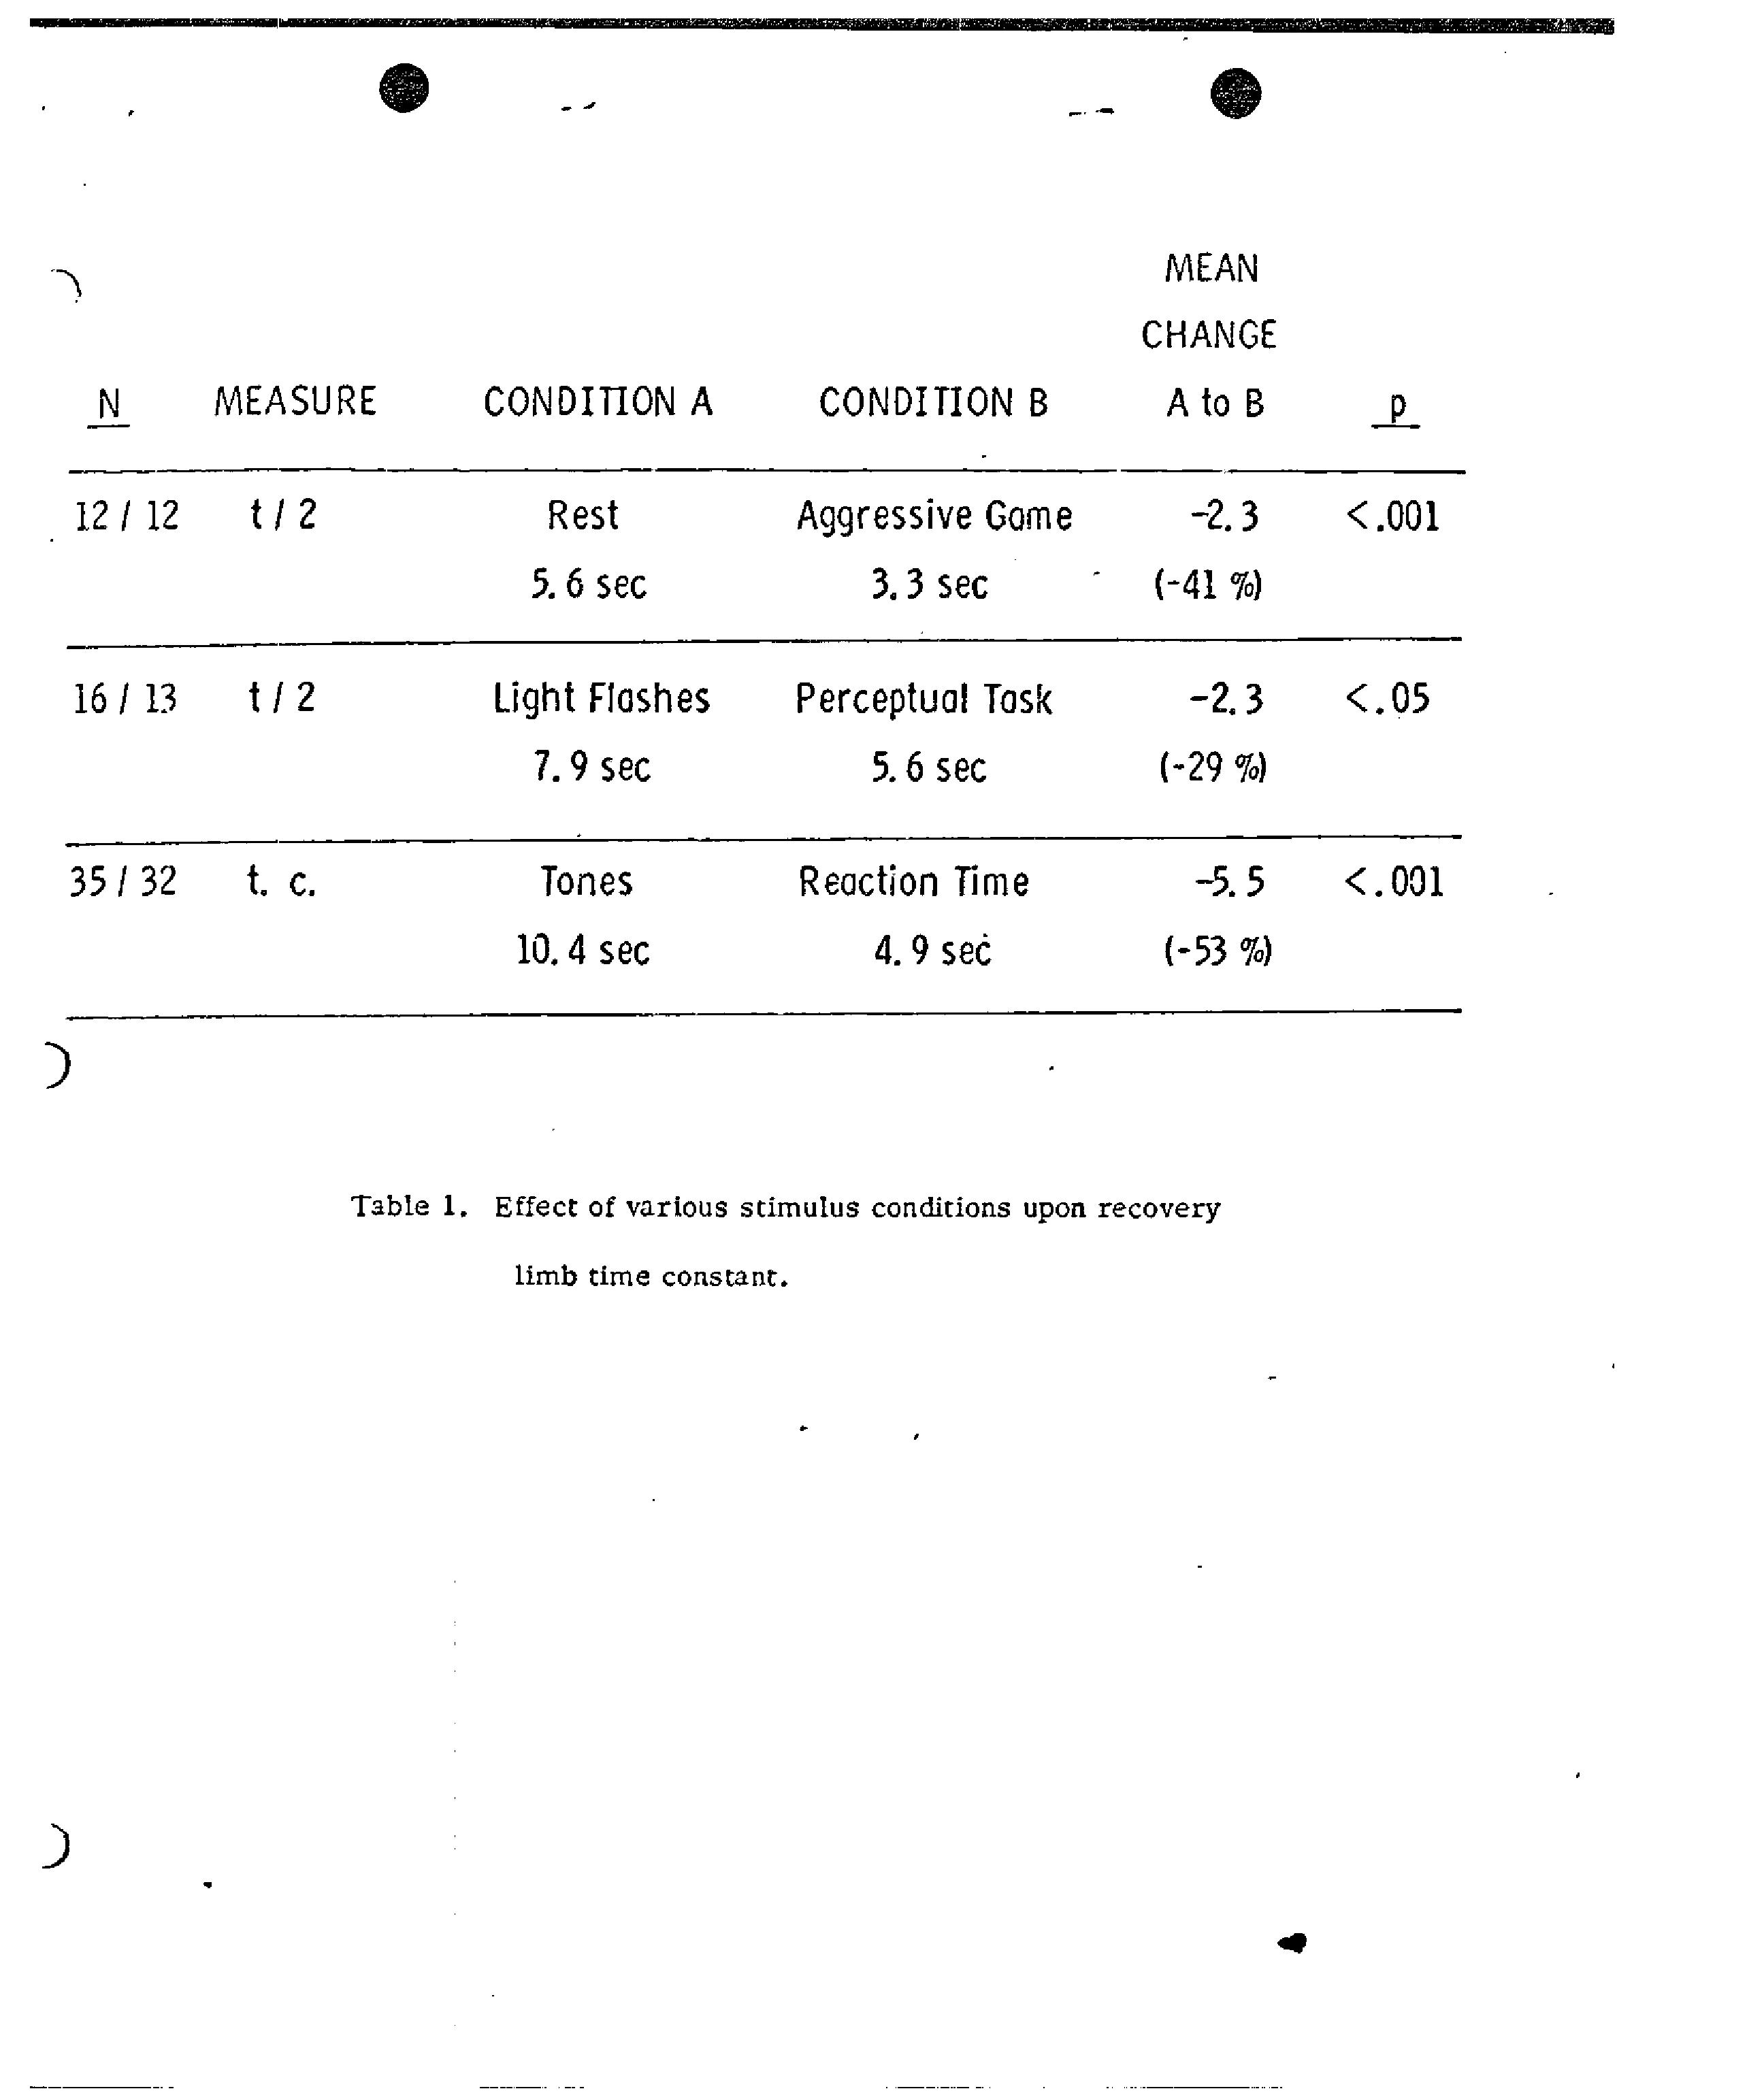 MEAN
CHANGE
N MEASURE CONDITION A CONDITION B A to B p
12 / 12 t / 2 Rest Aggressive Game -2.3 <.001
5.6 sec 3.3 sec (-41 %)
16 / 13 t / 2 Light Flashes Perceptual Task -2.3 <.05
7.9 sec 5.6 sec (-29 %)
35 / 32 t. c. Tones Reaction Time -5.5 <.001
10.4 sec 4.9 sec (-53 %)
Table 1. Effect of various stimulus conditions upon recovery
limb time constant.